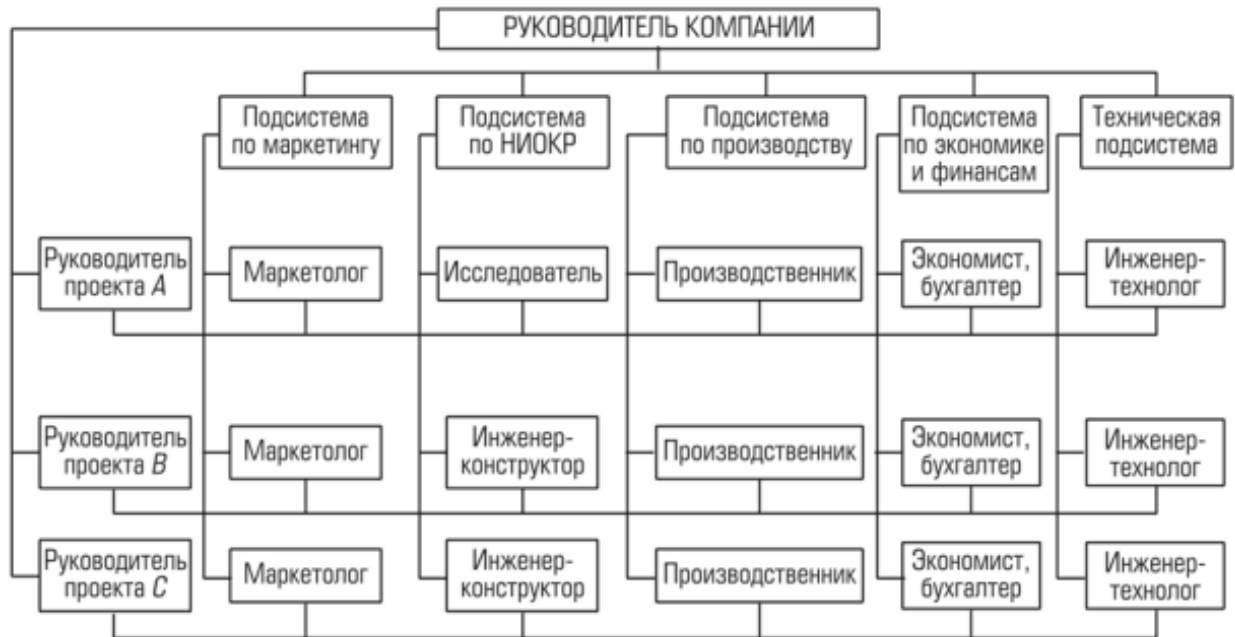 РУКОВОДИТЕЛЬ КОМПАНИИ
Подсистема
по маркетингу
Подсистема
по НИОКР
Подсистема
по производству
Подсистема
по экономике
и финансам
Техническая
подсистема
Руководитель
проекта А
Маркетолог
Исследователь
Производственник
Экономист,
бухгалтер
Инженер-
технолог
Руководитель
проекта В
Маркетолог
Инженер-
конструктор
Производственник
Экономист,
бухгалтер
Инженер-
технолог
Руководитель
проекта С
Маркетолог
Инженер-
конструктор
Производственник
Экономист,
бухгалтер
Инженер-
технолог